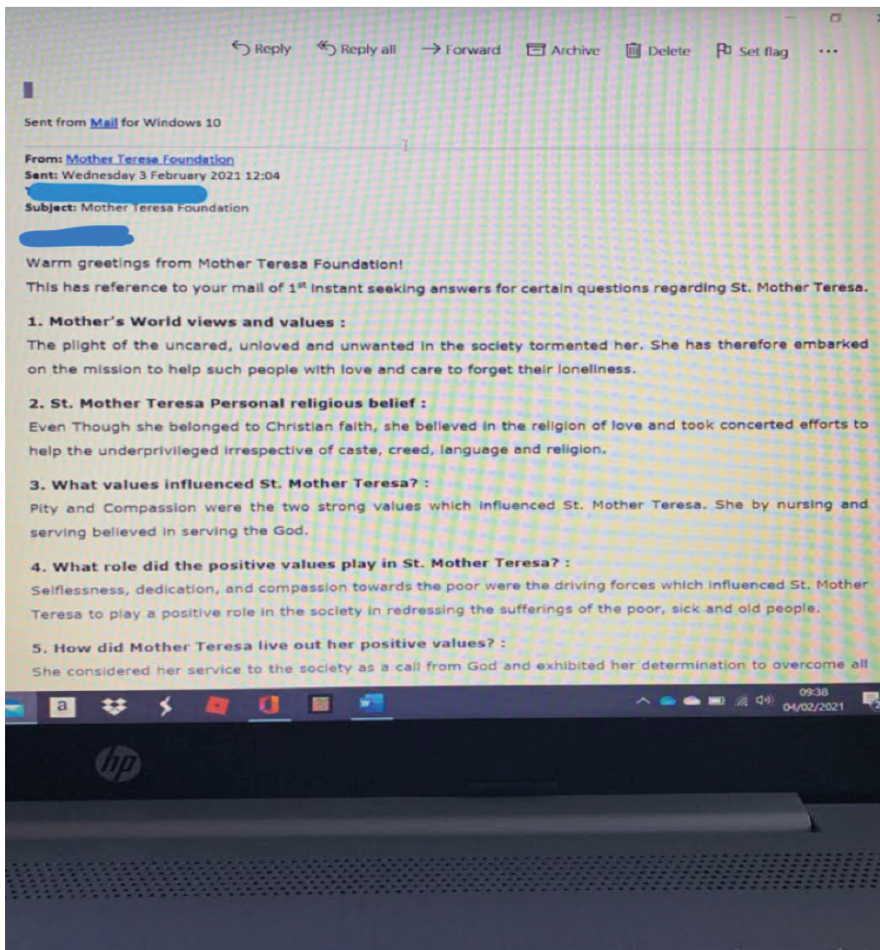 Reply Reply all Forward Archive Delete Set flag ...
Sent from Mail for Windows 10
From: Mother Teresa Foundation
Sent: Wednesday 3 February 2021 12:04
Subject: Mother Teresa Foundation
Warm greetings from Mother Teresa Foundation!
This has reference to your mail of 1st instant seeking answers for certain questions regarding St. Mother Teresa.
1. Mother's World views and values :
The plight of the uncared, unloved and unwanted in the society tormented her. She has therefore embarked
on the mission to help such people with love and care to forget their loneliness.
2. St. Mother Teresa Personal religious belief :
Even Though she belonged to Christian faith, she believed in the religion of love and took concerted efforts to
help the underprivileged irrespective of caste, creed, language and religion.
3. What values influenced St. Mother Teresa? :
Pity and Compassion were the two strong values which influenced St. Mother Teresa. She by nursing and
serving believed in serving the God.
4. What role did the positive values play in St. Mother Teresa? :
Selflessness, dedication, and compassion towards the poor were the driving forces which influenced St. Mother
Teresa to play a positive role in the society in redressing the sufferings of the poor, sick and old people.
5. How did Mother Teresa live out her positive values? :
She considered her service to the society as a call from God and exhibited her determination to overcome all
a
W
09:38
04/02/2021
hp